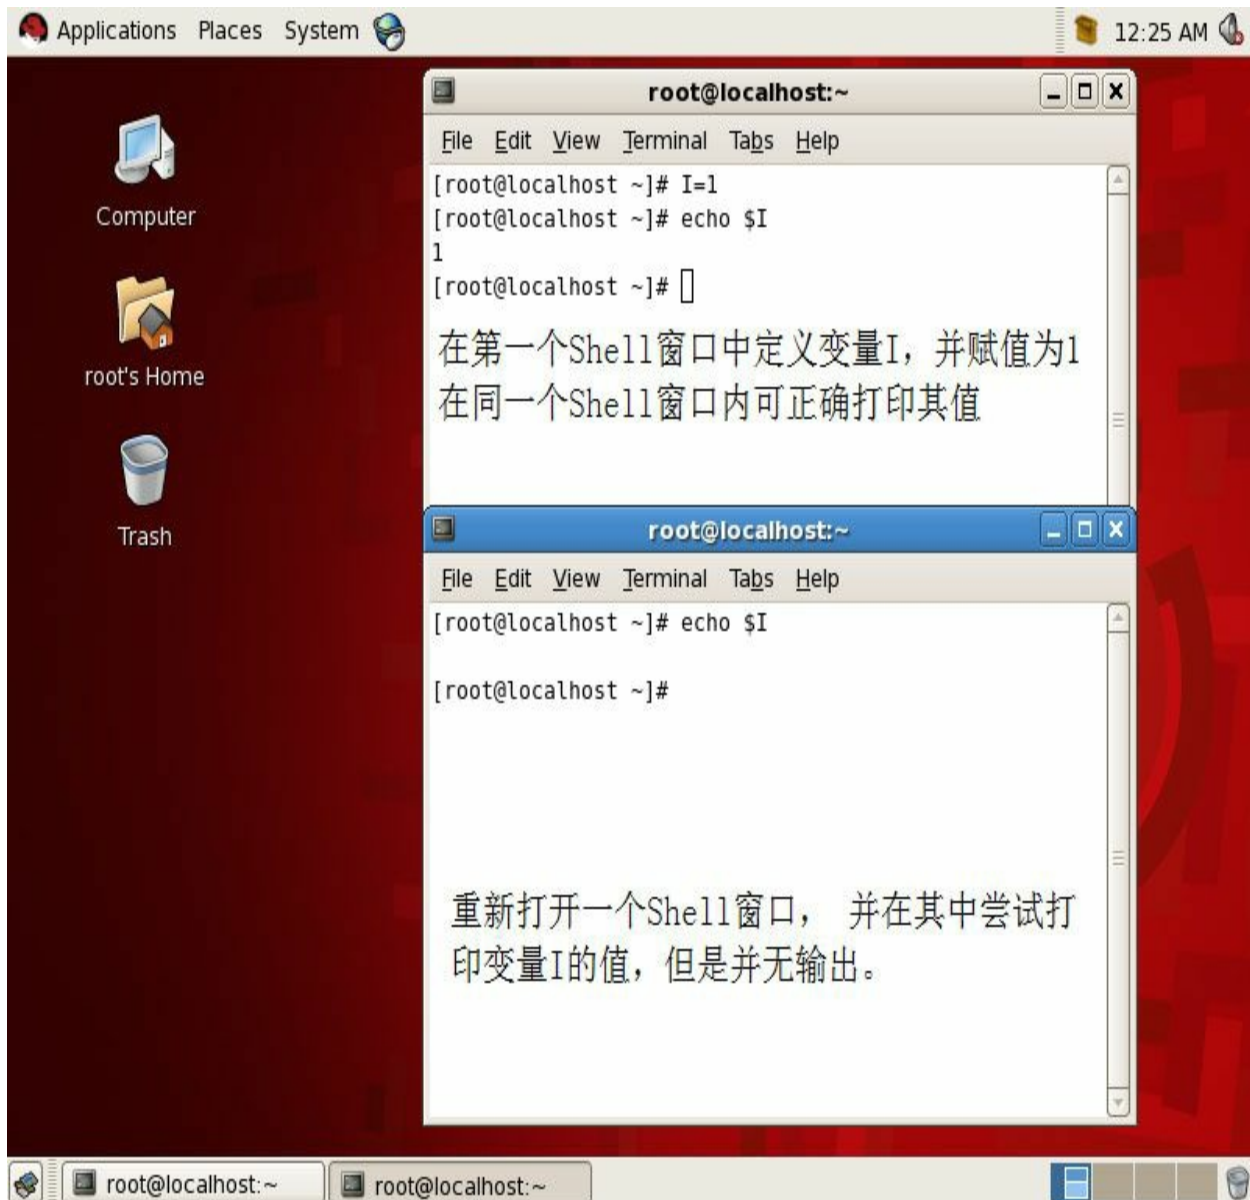 Applications Places System 12:25 AM
Computer
root's Home
Trash
root@localhost:~
File Edit View Terminal Tabs Help
[root@localhost ~]# I=1
[root@localhost ~]# echo $I
1
[root@localhost ~]#
在第一个Shell窗口中定义变量I，并赋值为1
在同一个Shell窗口内可正确打印其值
root@localhost:~
File Edit View Terminal Tabs Help
[root@localhost ~]# echo $I
[root@localhost ~]#
重新打开一个Shell窗口， 并在其中尝试打
印变量I的值，但是并无输出。
root@localhost:~ root@localhost:~